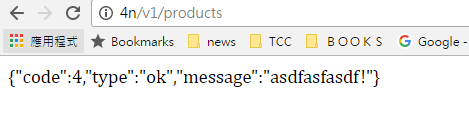 4n/v1/products
應用程式 Bookmarks news TCC B O O K S Google -
{"code":4,"type":"ok","message":"asdfasfasdf!"}